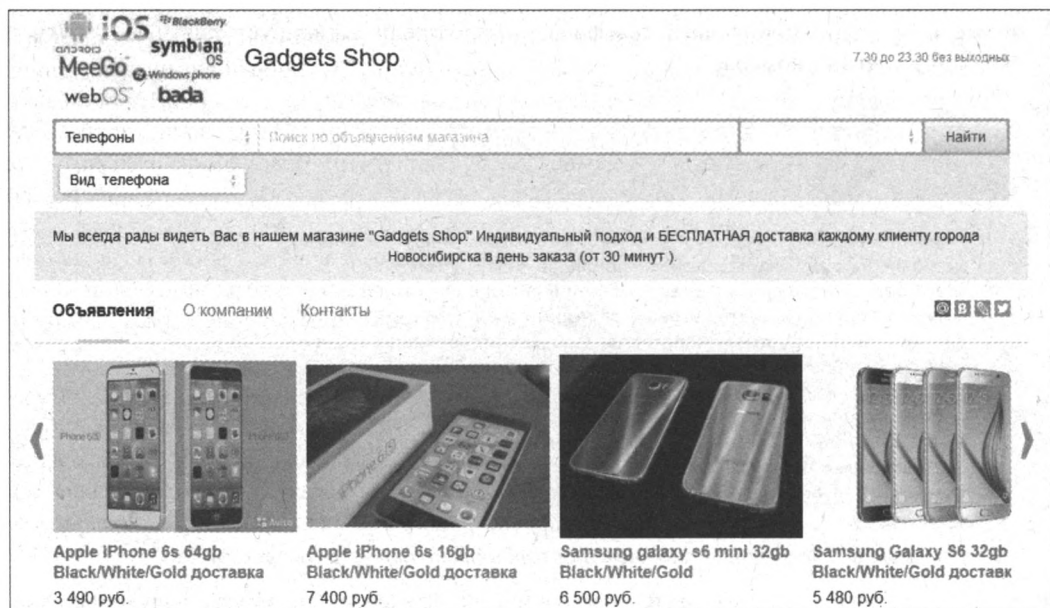 android
iOS
BlackBerry
symbian
OS
MeeGo
Windows phone
webOS
bada
Gadgets Shop
7.30 до 23.30 без выходных
Телефоны
Поиск по объявлениям магазина
Найти
Вид телефона
Мы всегда рады видеть Вас в нашем магазине "Gadgets Shop" Индивидуальный подход и БЕСПЛАТНАЯ доставка каждому клиенту города
Новосибирска в день заказа (от 30 минут ).
Объявления О компании Контакты
iPhone 6
Avito
Apple iPhone 6s 64gb
Black/White/Gold доставка
3 490 руб.
Apple iPhone 6s 16gb
Black/White/Gold доставка
7 400 руб.
Samsung galaxy s6 mini 32gb
Black/White/Gold
6 500 руб.
Samsung Galaxy S6 32gb
Black/White/Gold доставк
5 480 руб.